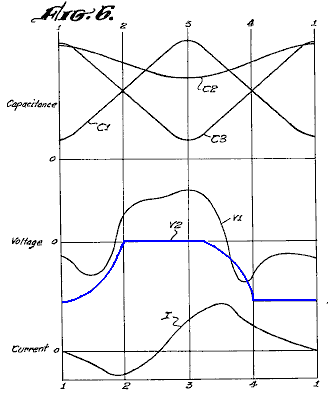 FIG. 6.
1 2 3 4 1
Capacitance
C2
C1 C3
0
Voltage 0
V2 V1
I
Current 0
1 2 3 4 1